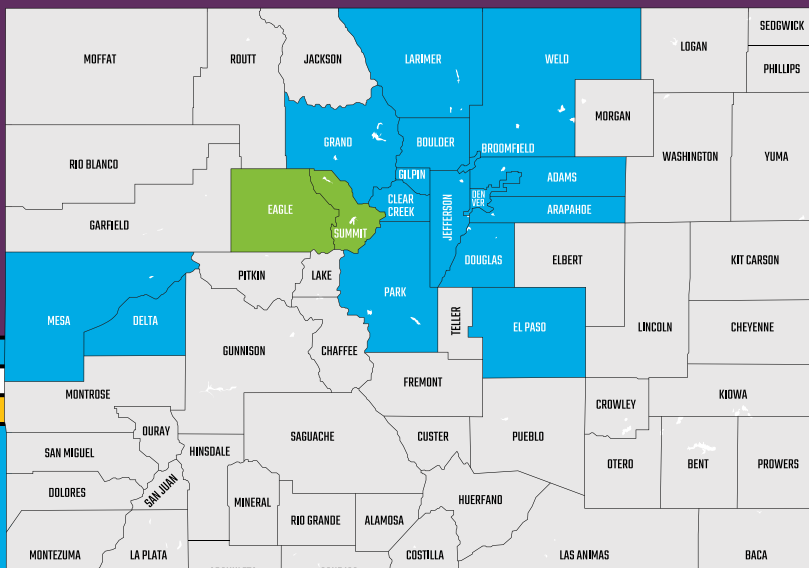 SEDGWICK
MOFFAT
ROUTT
JACKSON
LARIMER
WELD
LOGAN
PHILLIPS
MORGAN
GRAND
BOULDER
BROOMFIELD
WASHINGTON
YUMA
RIO BLANCO
GILPIN
ADAMS
EAGLE
CLEAR
CREEK
JEFFERSON
DEN
VER
ARAPAHOE
GARFIELD
SUMMIT
DOUGLAS
ELBERT
KIT CARSON
PITKIN
LAKE
PARK
MESA
DELTA
TELLER
EL PASO
LINCOLN
CHEYENNE
GUNNISON
CHAFFEE
FREMONT
MONTROSE
CROWLEY
KIOWA
OURAY
SAGUACHE
CUSTER
PUEBLO
SAN MIGUEL
HINSDALE
OTERO
BENT
PROWERS
DOLORES
SAN JUAN
MINERAL
HUERFANO
RIO GRANDE
ALAMOSA
MONTEZUMA
LA PLATA
COSTILLA
LAS ANIMAS
BACA